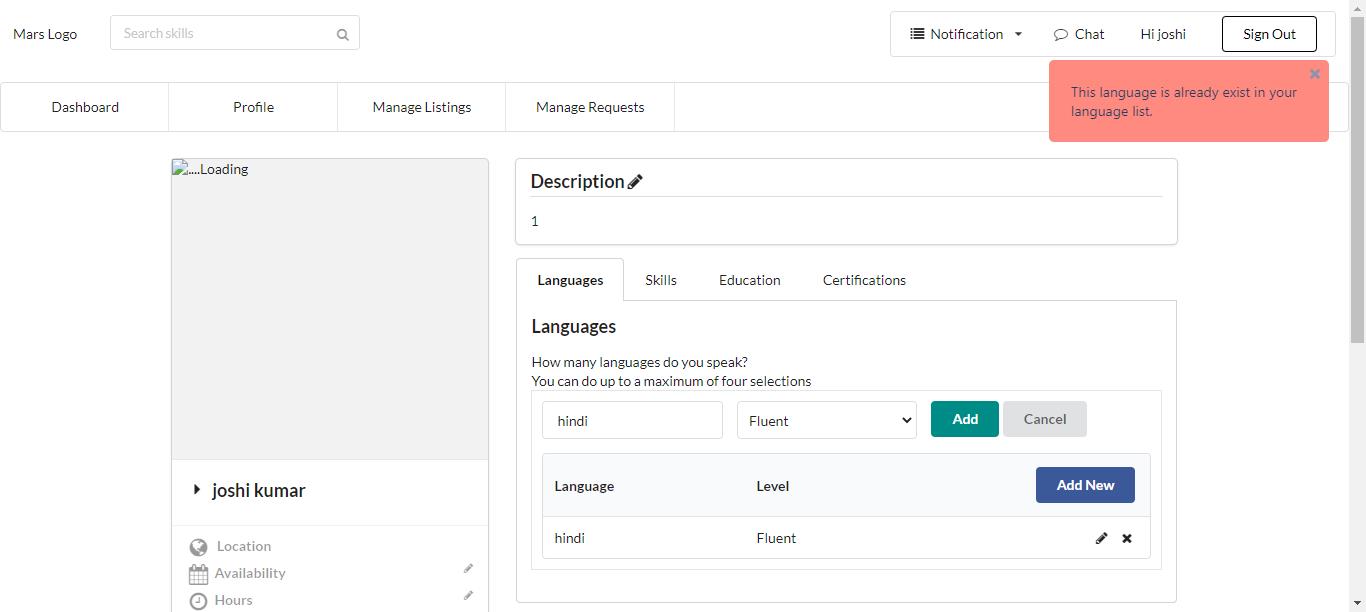 Mars Logo
Search skills
Notification
Chat
Hi joshi
Sign Out
This language is already exist in your
language list.
Dashboard
Profile
Manage Listings
Manage Requests
....Loading
Description
1
Languages
Skills
Education
Certifications
Languages
How many languages do you speak?
You can do up to a maximum of four selections
hindi
Fluent
Add
Cancel
Language
Level
Add New
hindi
Fluent
joshi kumar
Location
Availability
Hours